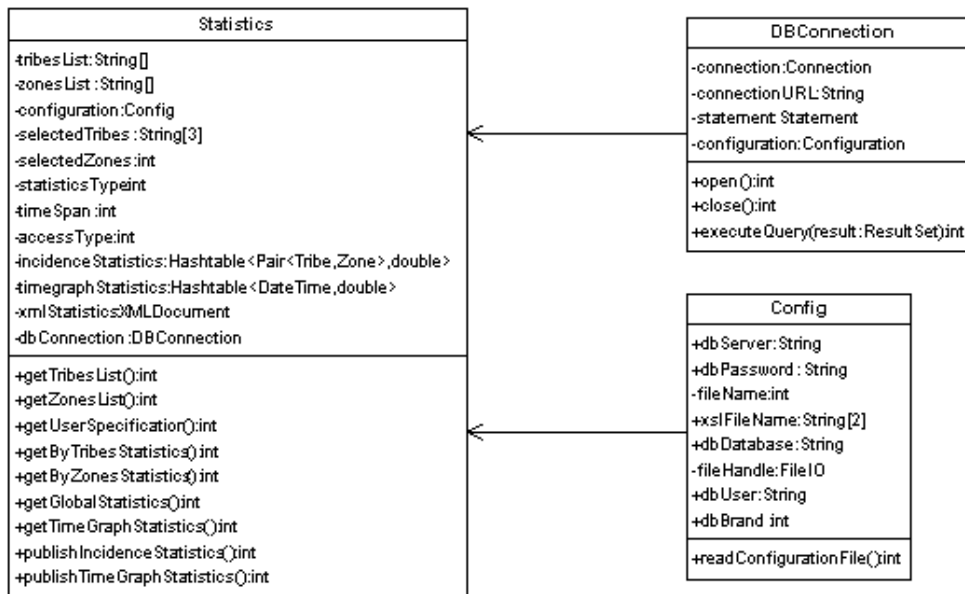 Statistics
-tribesList:String[]
-zonesList:String[]
-configuration:Config
-selectedTribes:String[3]
-selectedZones:int
-statisticsType:int
-timeSpan:int
-accessType:int
-incidenceStatistics:Hashtable<Pair<Tribe,Zone>,double>
-timegraphStatistics:Hashtable<DateTime,double>
-xmlStatistics:XMLDocument
-dbConnection:DBConnection
+getTribesList():int
+getZonesList():int
+getUserSpecification():int
+getByTribesStatistics():int
+getByZonesStatistics():int
+getGlobalStatistics():int
+getTimeGraphStatistics():int
+publishIncidenceStatistics():int
+publishTimeGraphStatistics():int
DBConnection
-connection:Connection
-connectionURL:String
-statement:Statement
-configuration:Configuration
+open():int
+close():int
+executeQuery(result:ResultSet):int
Config
+dbServer:String
+dbPassword:String
-fileName:int
+xslFileName:String[2]
+dbDatabase:String
-fileHandle:FileIO
+dbUser:String
+dbBrand:int
+readConfigurationFile():int